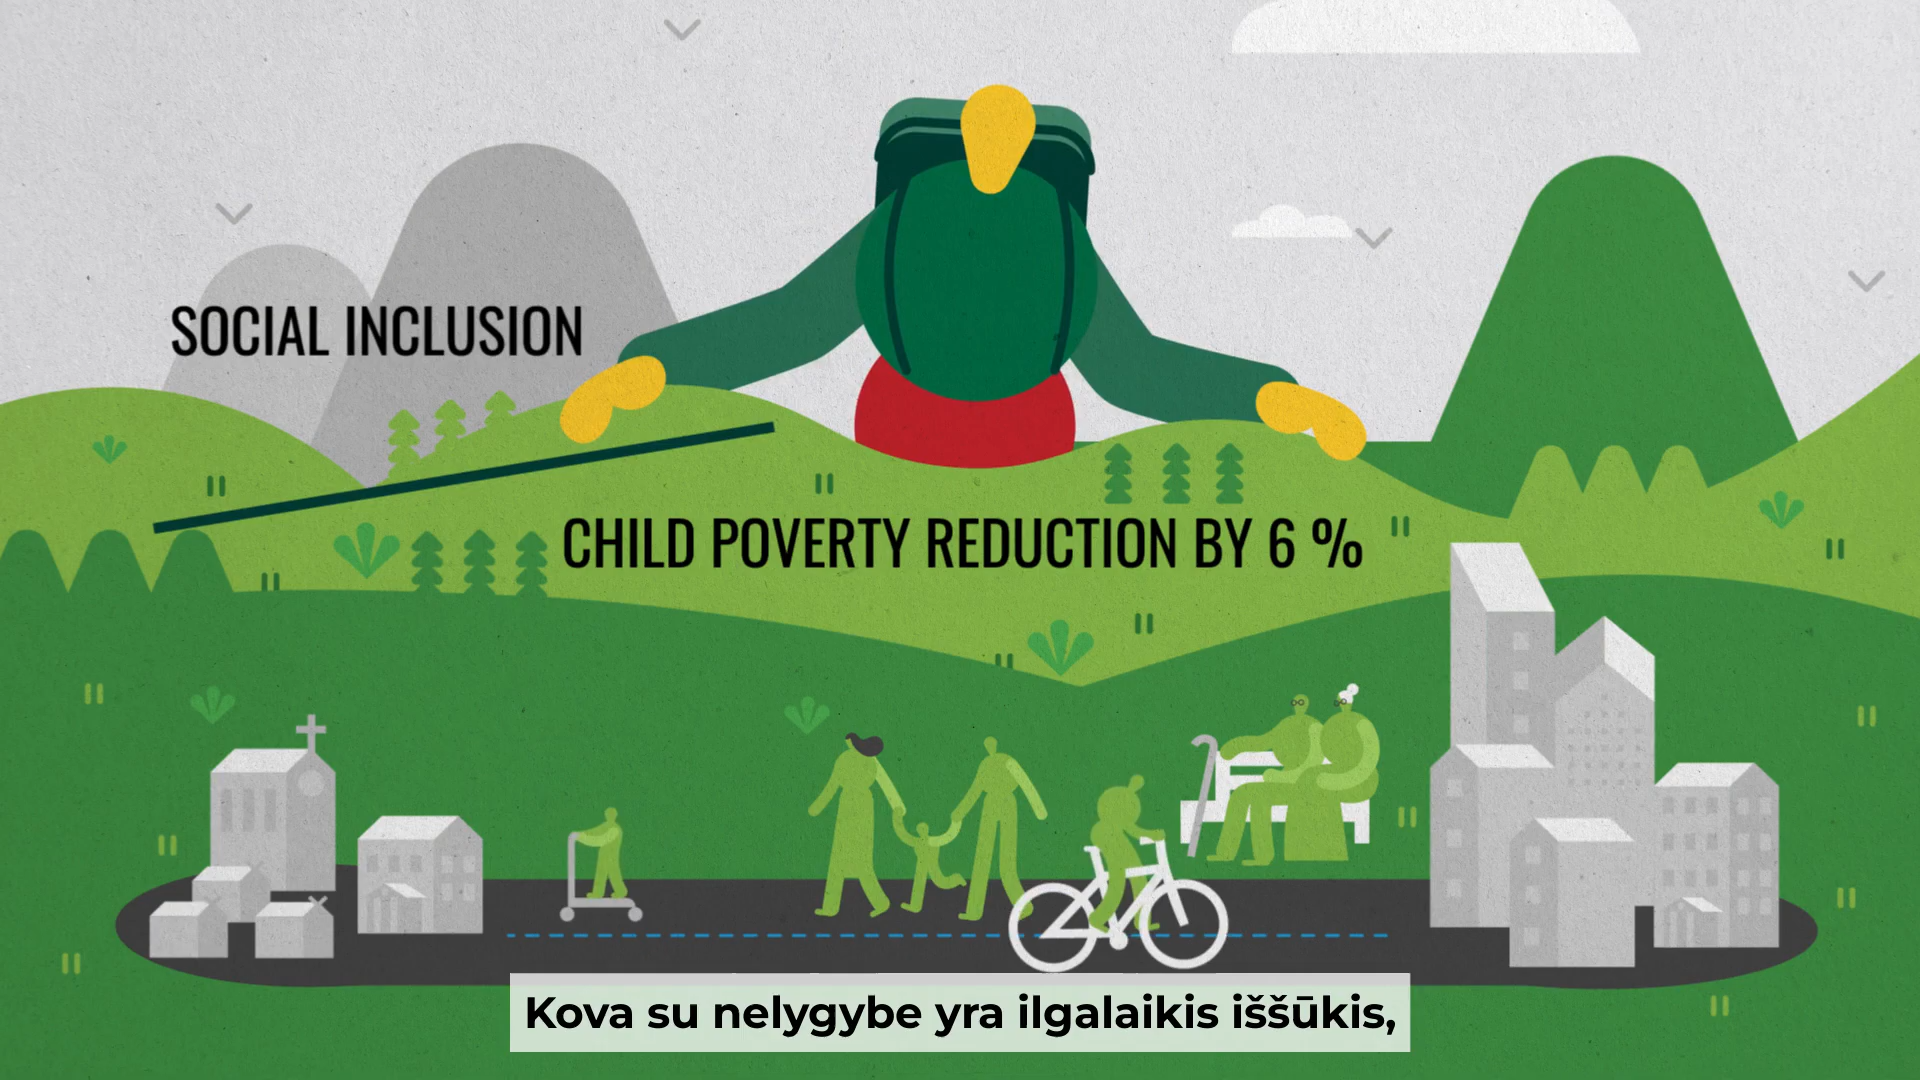 SOCIAL INCLUSION
CHILD POVERTY REDUCTION BY 6 %
Kova su nelygybe yra ilgalaikis iššūkis,